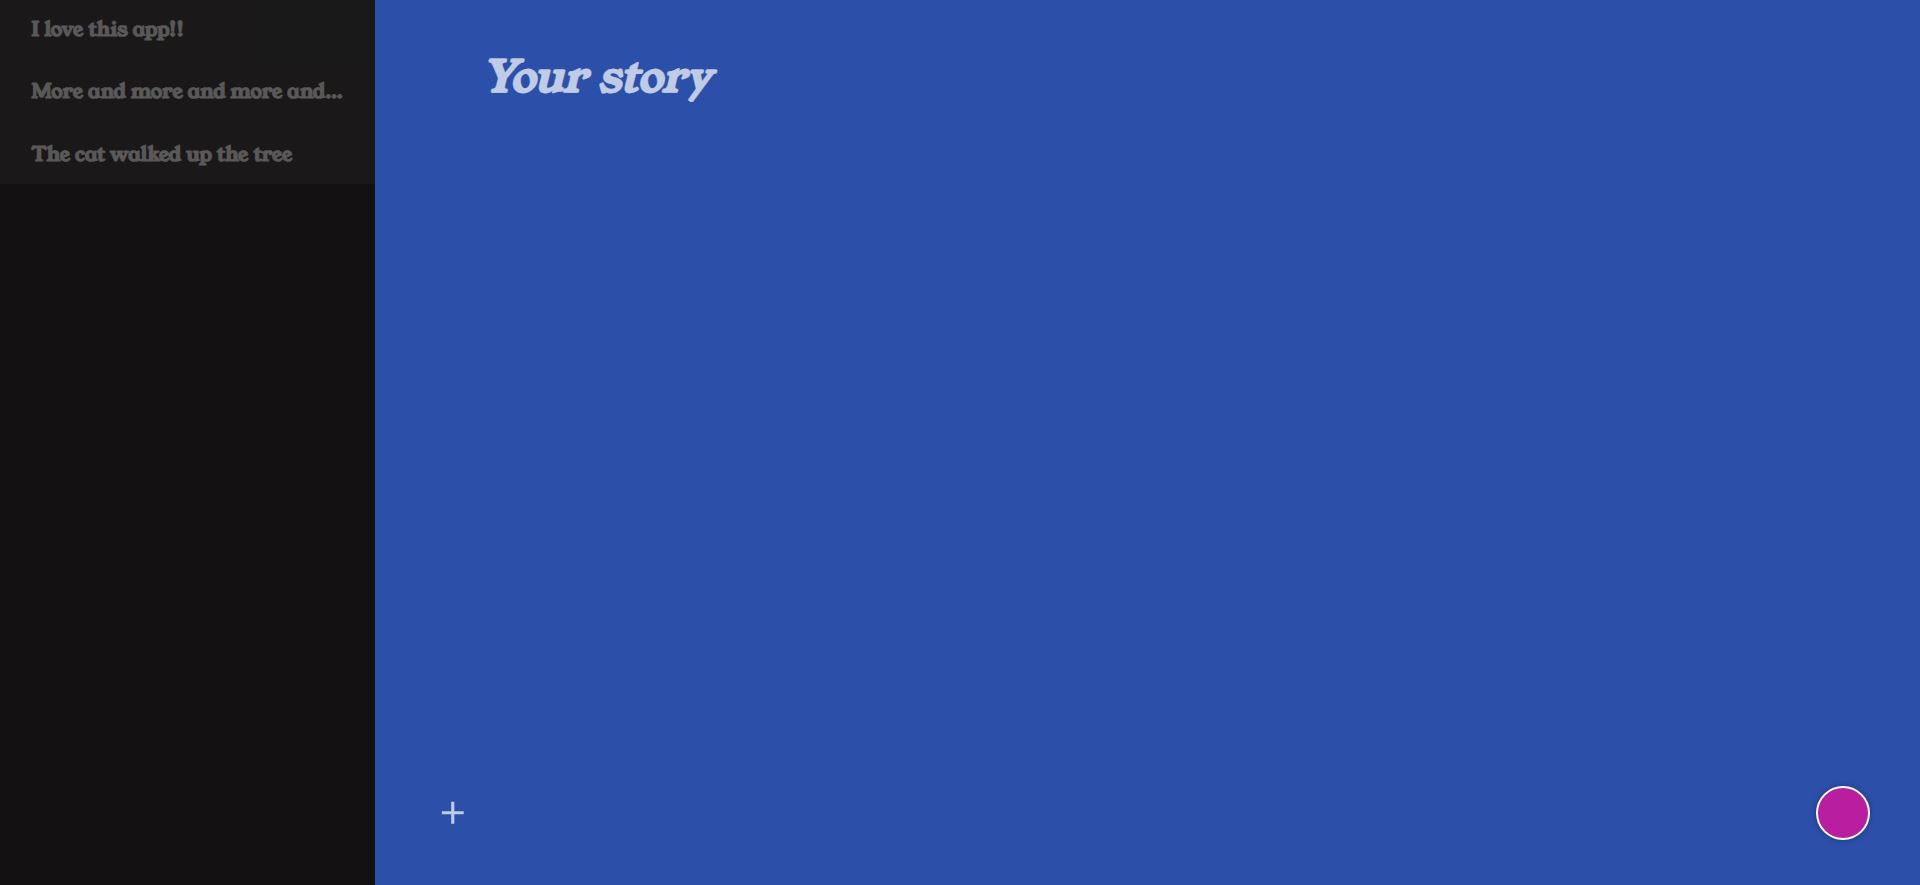 I love this app!!
More and more and more and...
The cat walked up the tree
Your story